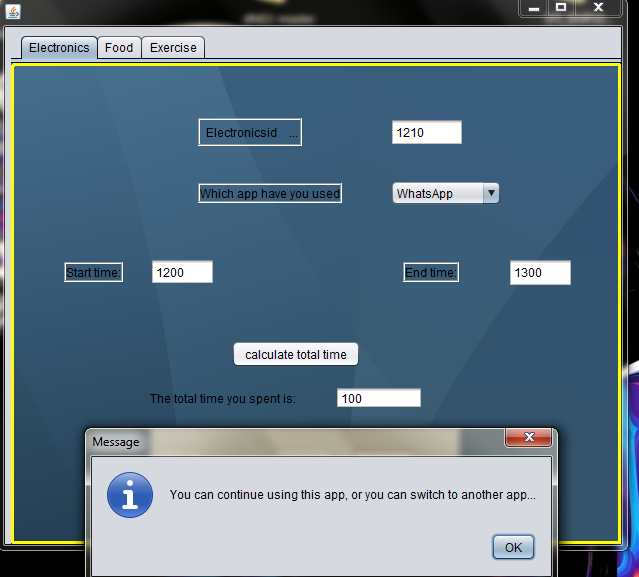 Electronics Food Exercise
Electronicsid ... 1210
Which app have you used WhatsApp
Start time: 1200 End time: 1300
calculate total time
The total time you spent is: 100
Message
You can continue using this app, or you can switch to another app...
OK